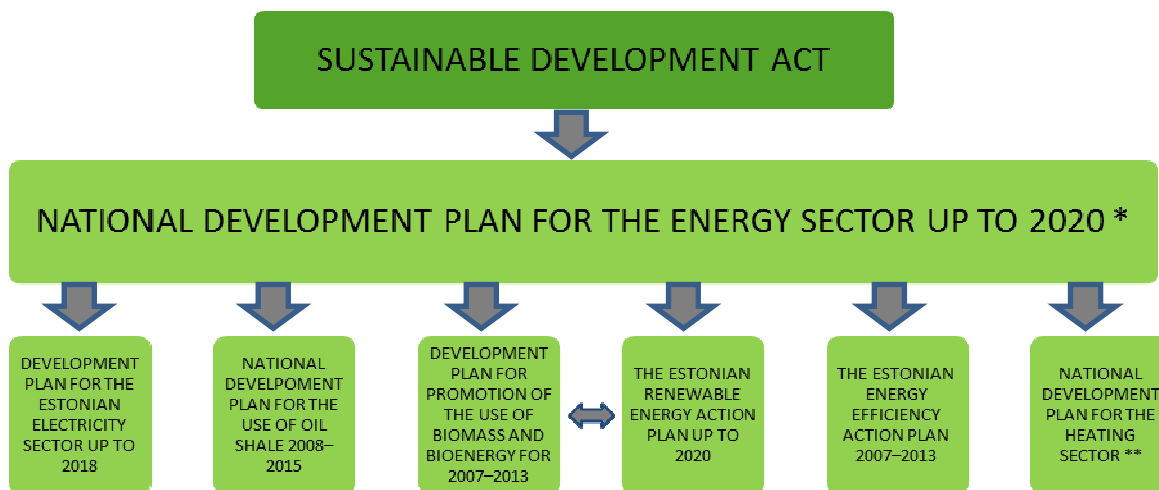 SUSTAINABLE DEVELOPMENT ACT
NATIONAL DEVELOPMENT PLAN FOR THE ENERGY SECTOR UP TO 2020 *
DEVELOPMENT
PLAN FOR THE
ESTONIAN
ELECTRICITY
SECTOR UP TO
2018
NATIONAL
DEVELPOMENT
PLAN FOR THE
USE OF OIL
SHALE 2008–
2015
DEVELOPMENT
PLAN FOR
PROMOTION OF
THE USE OF
BIOMASS AND
BIOENERGY FOR
2007–2013
THE ESTONIAN
RENEWABLE
ENERGY ACTION
PLAN UP TO
2020
THE ESTONIAN
ENERGY
EFFICIENCY
ACTION PLAN
2007–2013
NATIONAL
DEVELOPMENT
PLAN FOR THE
HEATING
SECTOR **